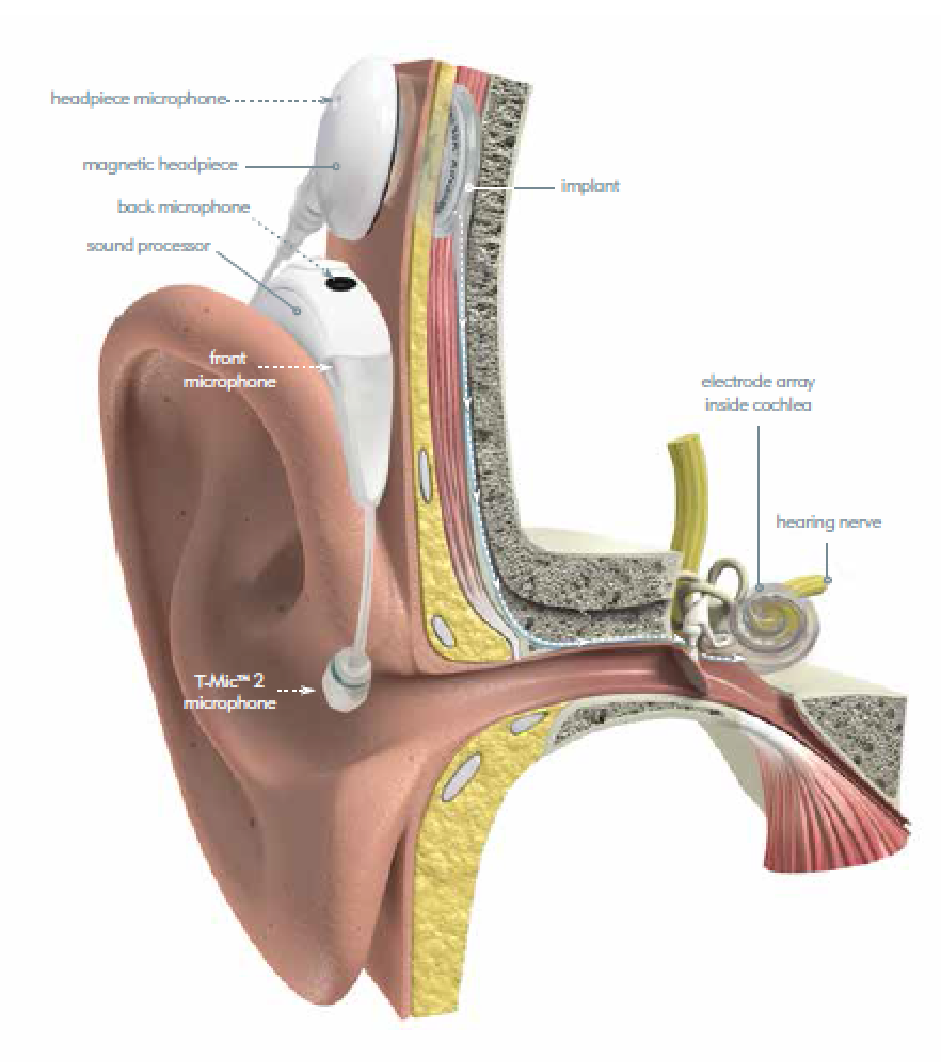 headpiece microphone
magnetic headpiece
back microphone
sound processor
implant
front
microphone
electrode array
inside cochlea
hearing nerve
T-Mic™ 2
microphone